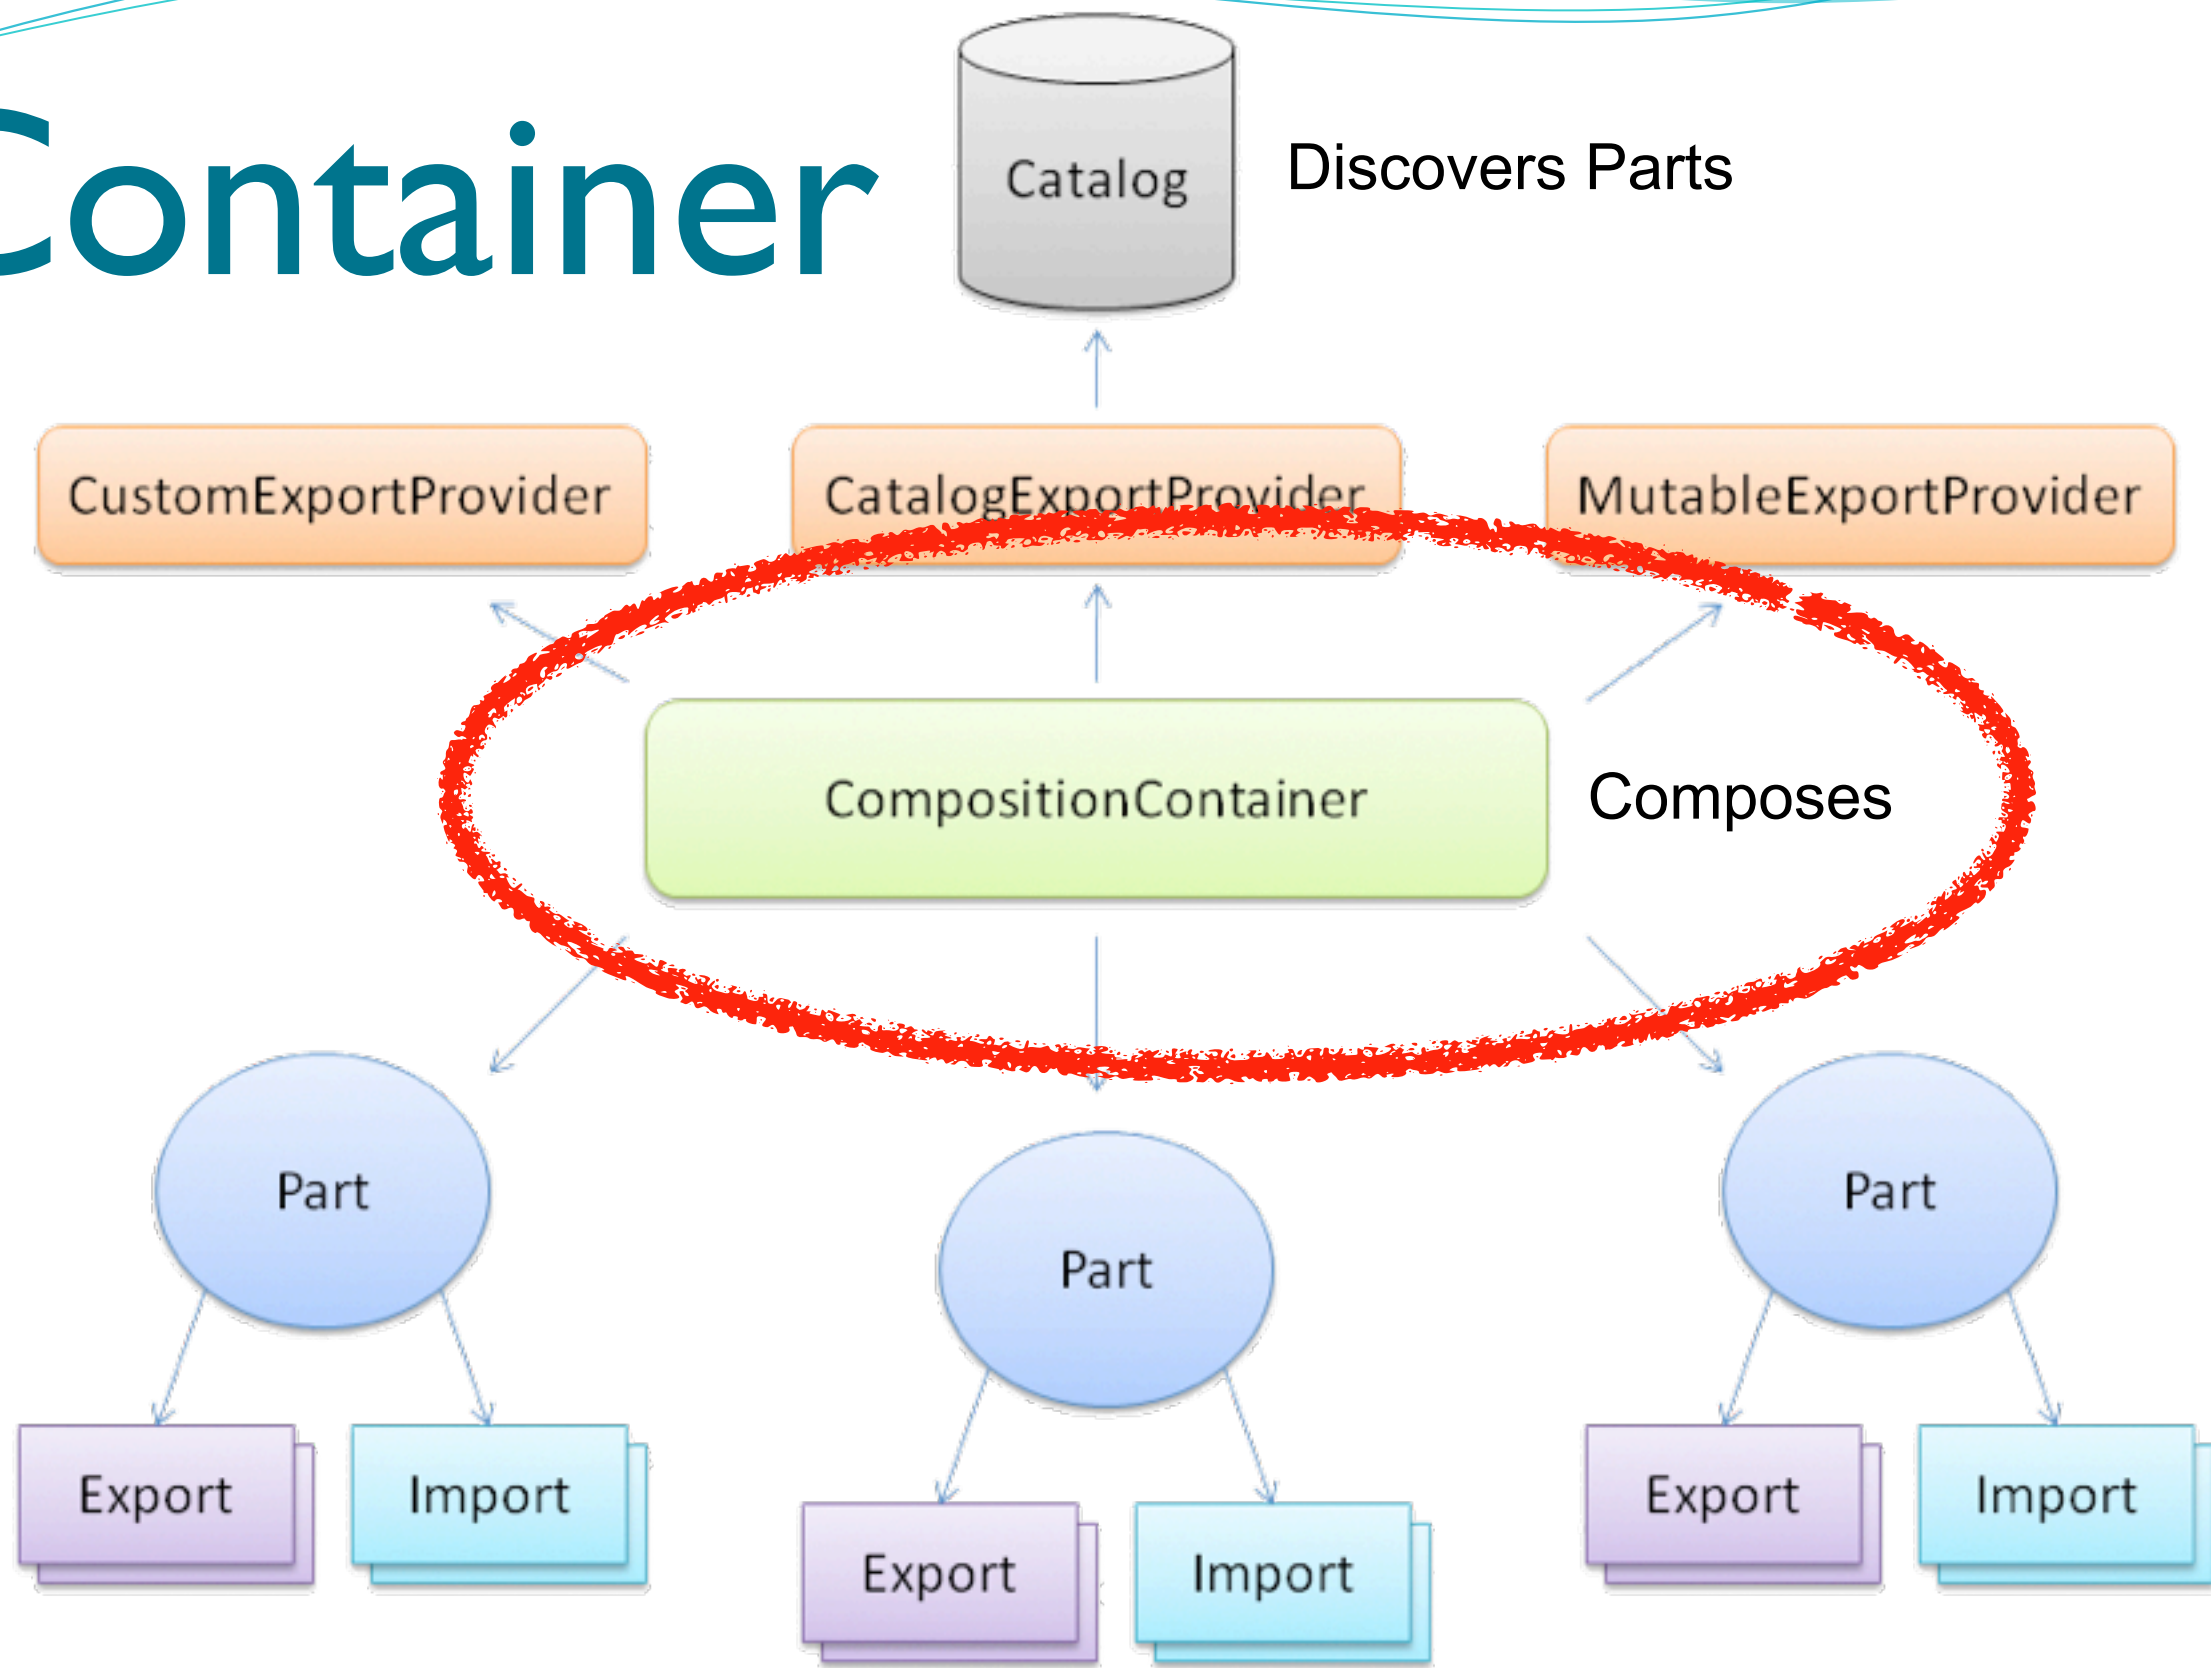 Container
Catalog
Discovers Parts
CustomExportProvider
CatalogExportProvider
MutableExportProvider
CompositionContainer
Composes
Part
Part
Part
Export
Import
Export
Import
Export
Import